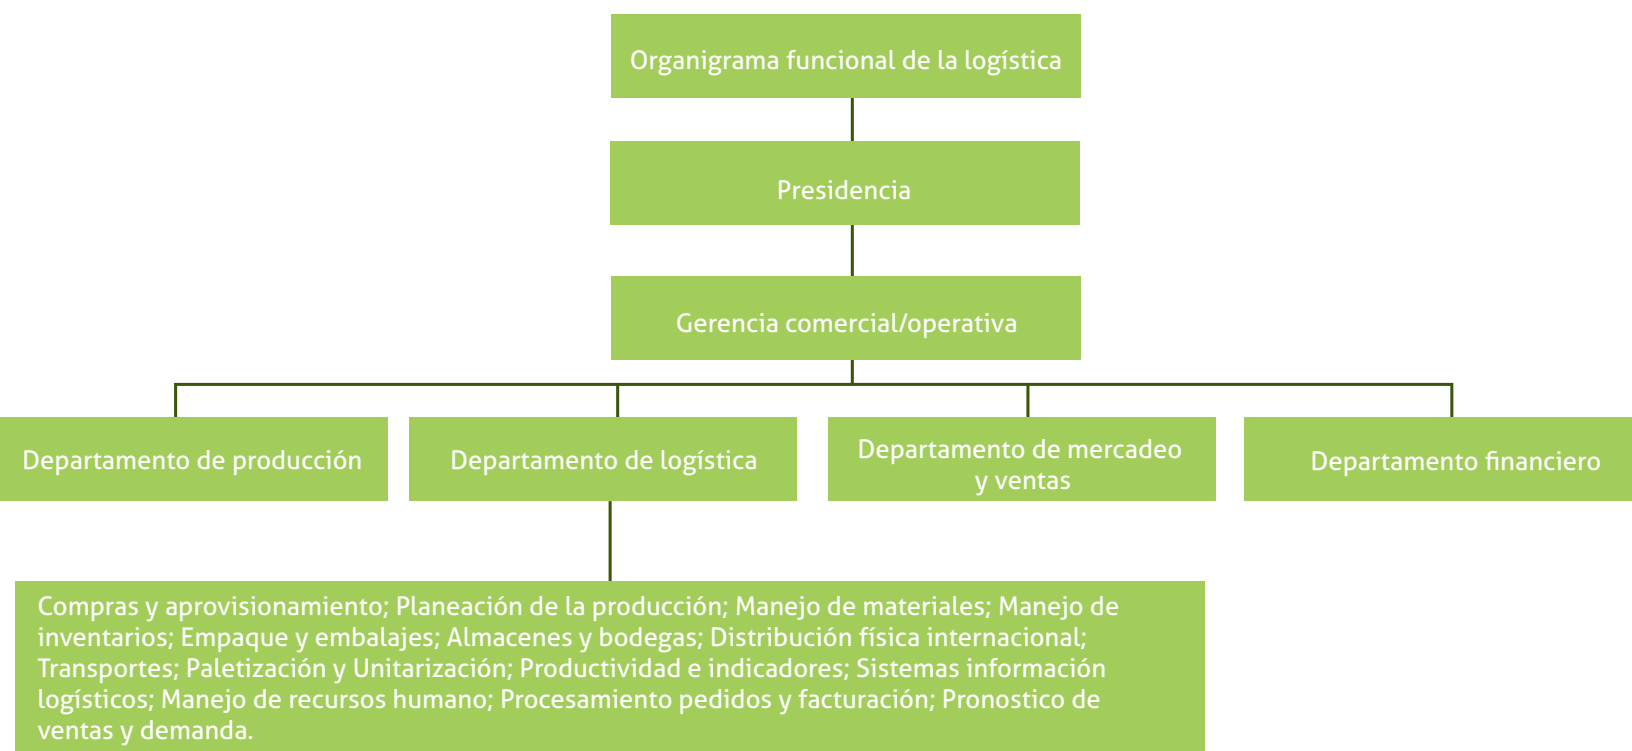 Organigrama funcional de la logística
Presidencia
Gerencia comercial/operativa
Departamento de producción
Departamento de logística
Departamento de mercadeo
y ventas
Departamento financiero
Compras y aprovisionamiento; Planeación de la producción; Manejo de materiales; Manejo de
inventarios; Empaque y embalajes; Almacenes y bodegas; Distribución física internacional;
Transportes; Paletización y Unitarización; Productividad e indicadores; Sistemas información
logísticos; Manejo de recursos humano; Procesamiento pedidos y facturación; Pronostico de
ventas y demanda.